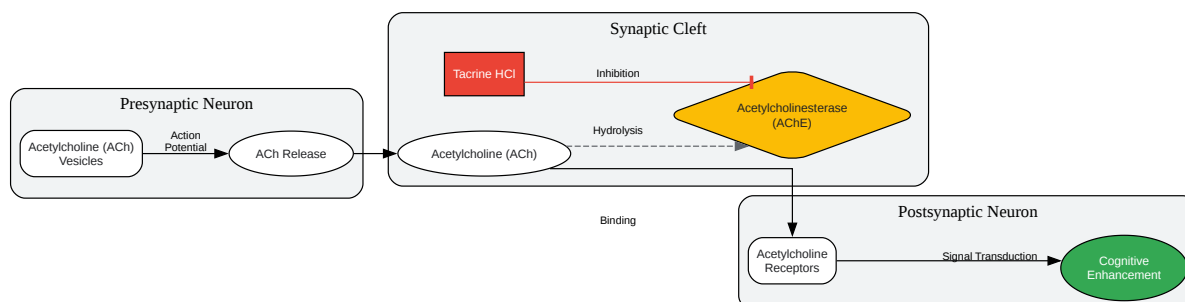 Synaptic Cleft
Tacrine HCl
Inhibition
Presynaptic Neuron
Acetylcholinesterase
(AChE)
Action
Potential
Hydrolysis
Acetylcholine (ACh)
Vesicles
ACh Release
Acetylcholine (ACh)
Binding
Postsynaptic Neuron
Acetylcholine
Receptors
Signal Transduction
Cognitive
Enhancement